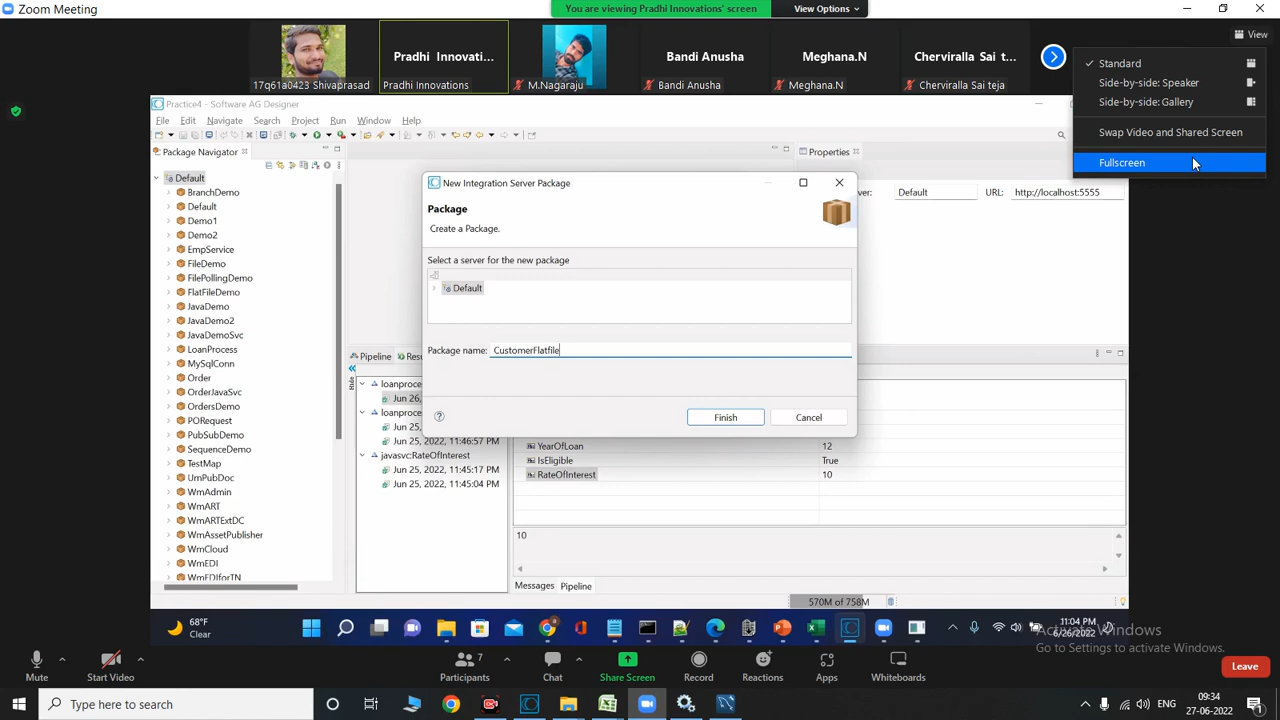 Zoom Meeting
You are viewing Pradhi Innovations' screen
View Options
View
Pradhi Innovati...
Bandi Anusha
Meghana.N
Cherviralla Sai t...
17q61a0423 Shivaprasad
Pradhi Innovations
M.Nagaraju
Bandi Anusha
Meghana.N
Cherviralla Sai teja
Standard
Side-by-side: Speaker
Side-by-side: Gallery
Swap Video and Shared Screen
Fullscreen
Practice4 - Software AG Designer
File Edit Navigate Search Project Run Window Help
Package Navigator
Default
BranchDemo
Default
Demo1
Demo2
EmpService
FileDemo
FilePollingDemo
FlatFileDemo
JavaDemo
JavaDemo2
JavaDemoSvc
LoanProcess
MySqlConn
Order
OrderJavaSvc
OrdersDemo
PORequest
PubSubDemo
SequenceDemo
TestMap
UmPubDoc
WmAdmin
WmART
WmARTExtDC
WmAssetPublisher
WmCloud
WmEDI
WmEDIforTN
Properties
Default
URL:
http://localhost:5555
New Integration Server Package
Package
Create a Package.
Select a server for the new package
Default
Package name:
CustomerFlatfile
Finish
Cancel
Pipeline
loanproce
Jun 26,
loanproce
Jun 25,
Jun 25, 2022, 11:46:57 PM
javasvc:RateOfInterest
Jun 25, 2022, 11:45:17 PM
Jun 25, 2022, 11:45:04 PM
YearOfLoan 12
IsEligible True
RateOfInterest 10
10
Messages Pipeline
570M of 758M
68°F
Clear
11:04 PM
6/26/2022
Activate Windows
Go to Settings to activate Windows.
Mute
Start Video
7
Participants
Chat
Share Screen
Record
Reactions
Apps
Whiteboards
Leave
Type here to search
ENG
09:34
27-06-2022
1